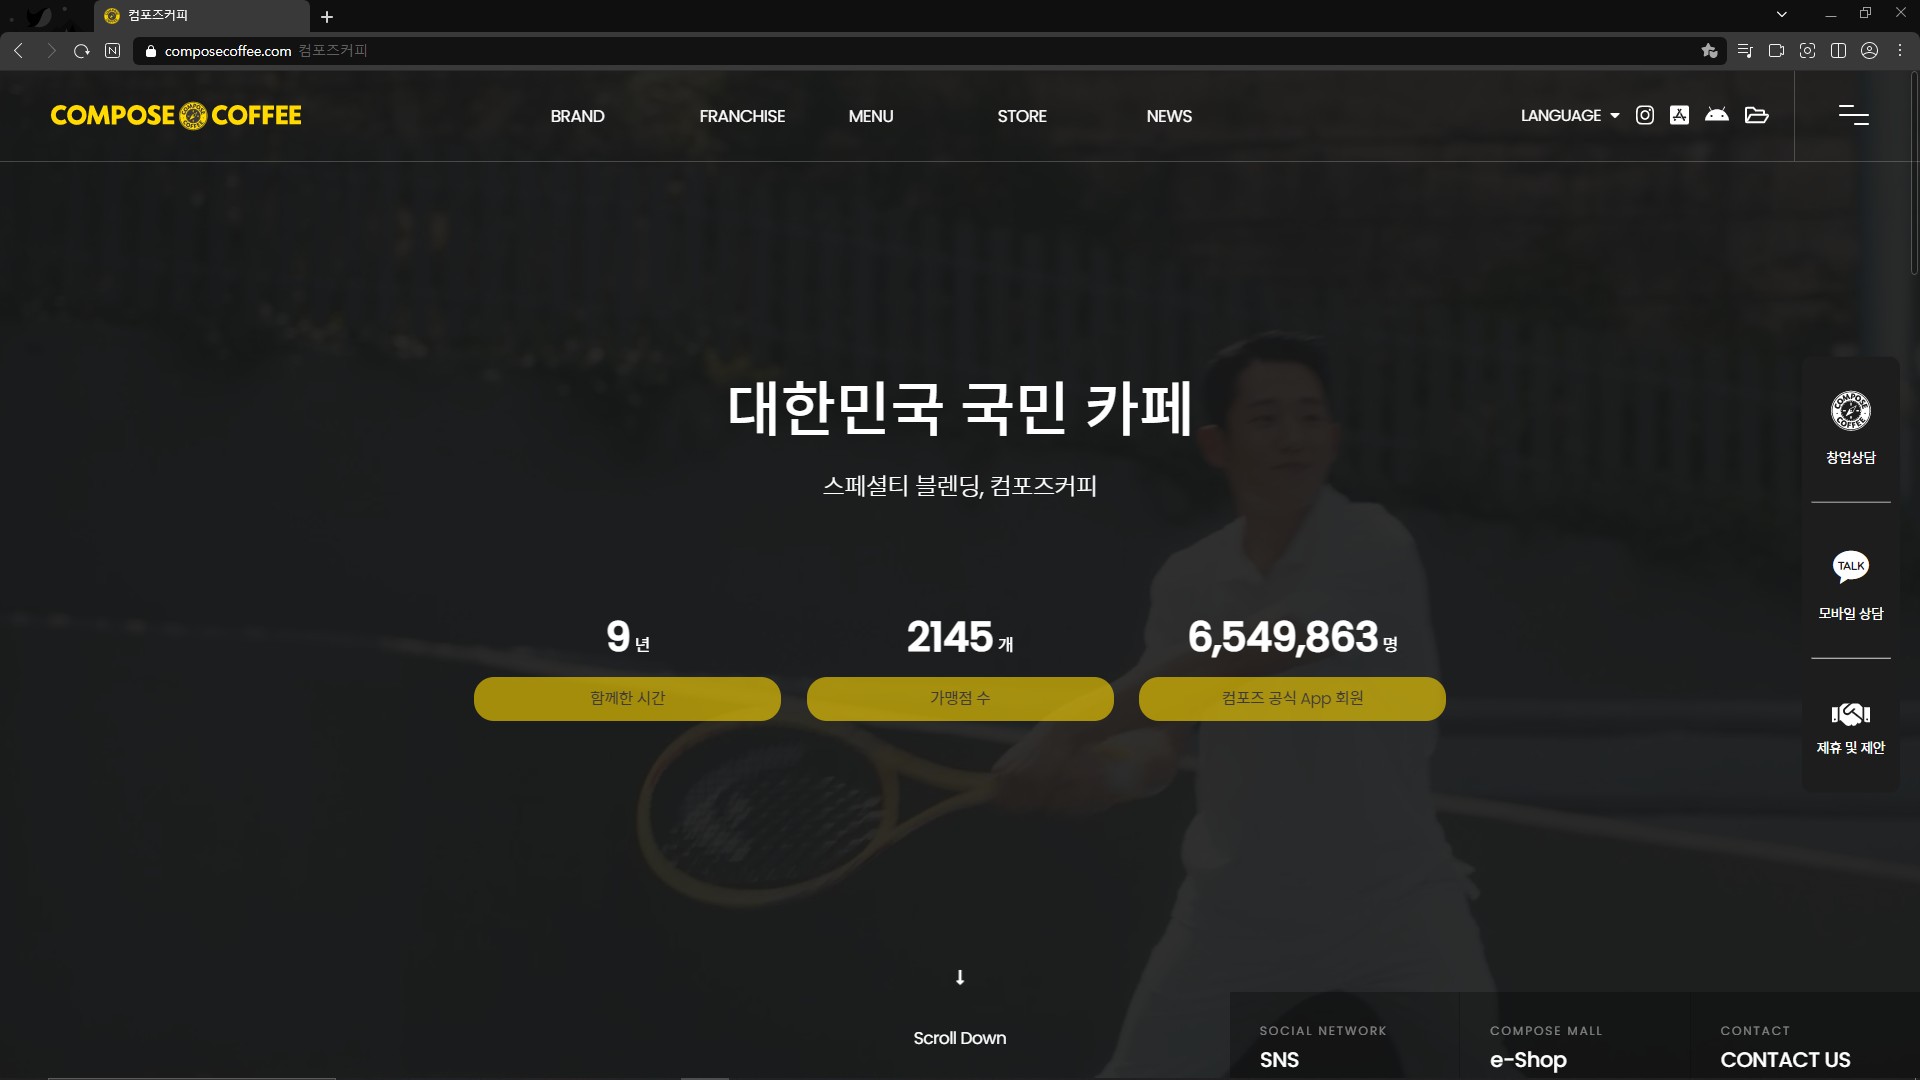 컴포즈커피
composecoffee.com 컴포즈커피
COMPOSE COFFEE
BRAND
FRANCHISE
MENU
STORE
NEWS
LANGUAGE
대한민국 국민 카페
스페셜티 블렌딩, 컴포즈커피
9 년
함께한 시간
2145 개
가맹점 수
6,549,863 명
컴포즈 공식 App 회원
COMPOSE COFFEE
창업상담
TALK
모바일 상담
제휴 및 제안
Scroll Down
SOCIAL NETWORK
SNS
COMPOSE MALL
e-Shop
CONTACT
CONTACT US